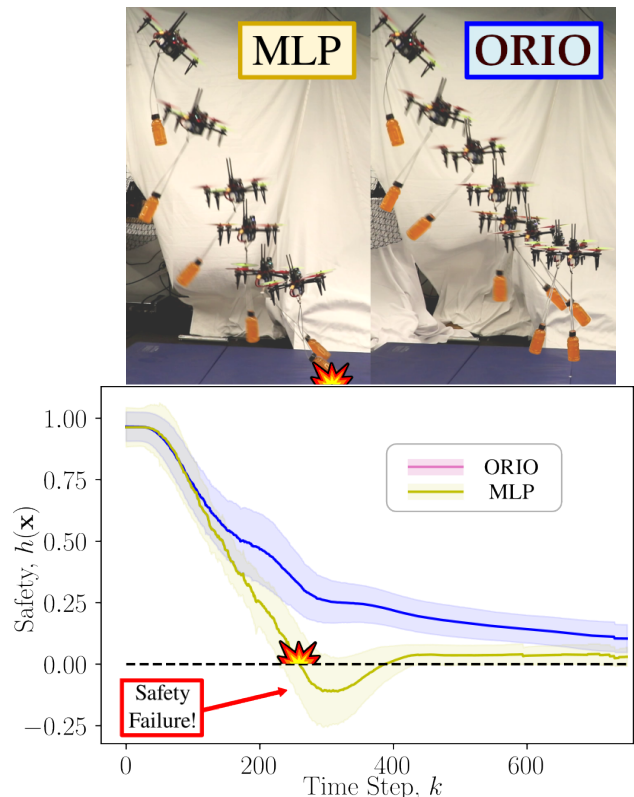 MLP
ORIO
1.00
0.75
0.50
0.25
0.00
−0.25
Safety, h(x)
ORIO
MLP
Safety
Failure!
0
200
400
600
Time Step, k